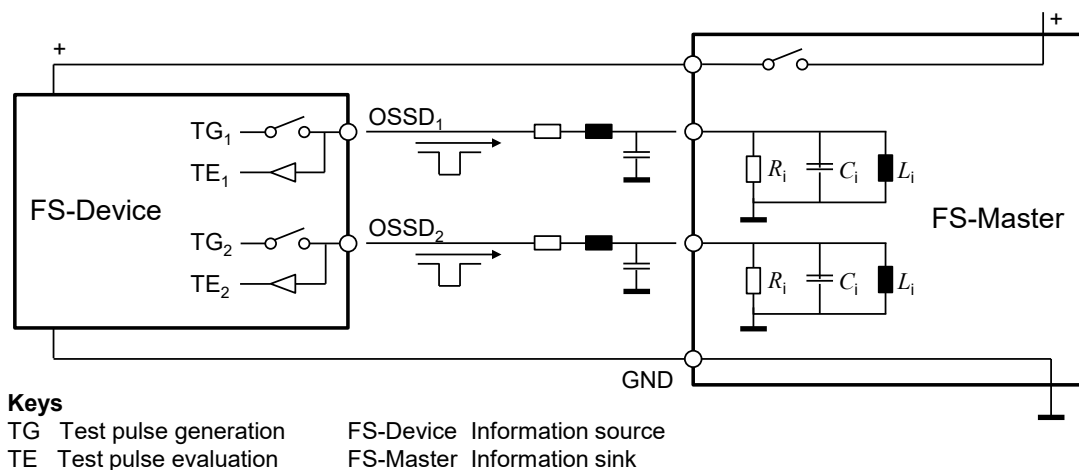 +
+
OSSD1
TG1
TE1
Ri Ci Li
FS-Device
FS-Master
OSSD2
TG2
TE2
Ri Ci Li
GND
Keys
TG Test pulse generation FS-Device Information source
TE Test pulse evaluation FS-Master Information sink